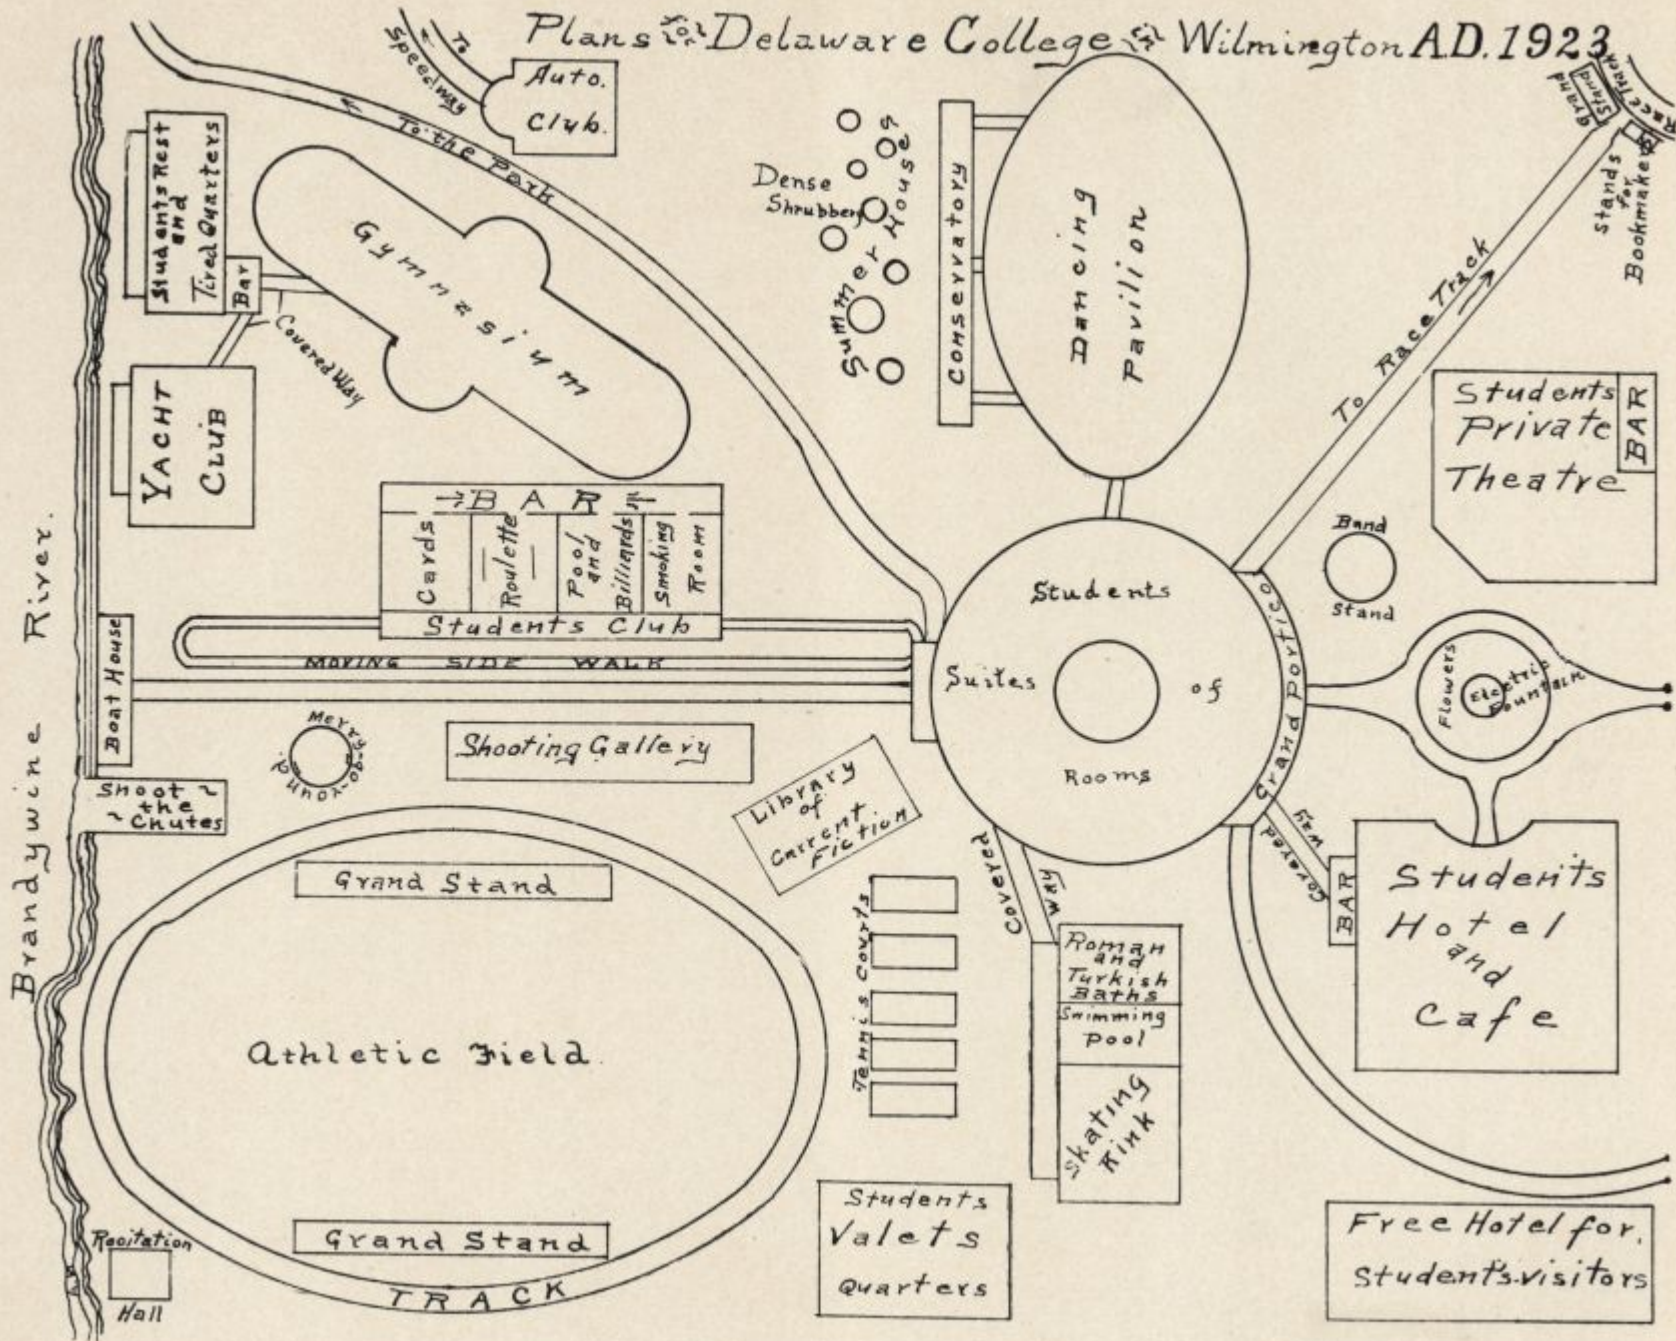 Plans for Delaware College in Wilmington A.D. 1923
To
Speedway
Auto.
Club.
To the Park
Students Rest
and
Tired Quarters
Bar
Covered Way
Gymnasium
YACHT
CLUB
Dense
Shrubbery
Summer Houses
Conservatory
Dancing
Pavilion
Grand
Stand
Race Track
Stands
for
Bookmakers
To Race Track
Students
Private
Theatre
BAR
Band
Stand
BAR
Cards
Roulette
Pool
and
Billiards
Smoking
Room
Students Club
MOVING SIDE WALK
Boat House
Brandywine River.
Students
Suites
of
Rooms
Grand Portico
Flowers
Electric
Fountain
Merry-go-round.
Shooting Gallery
Library
of
Current
Fiction
Shoot~
the
~Chutes
Grand Stand
Athletic Field.
Grand Stand
TRACK
Recitation
Hall
Tennis Courts
Covered
way
Roman
and
Turkish
Baths
Swimming
Pool
Skating
Rink
Covered
way
BAR
Students
Hotel
and
Cafe
Students
Valets
Quarters
Free Hotel for.
Student's visitors